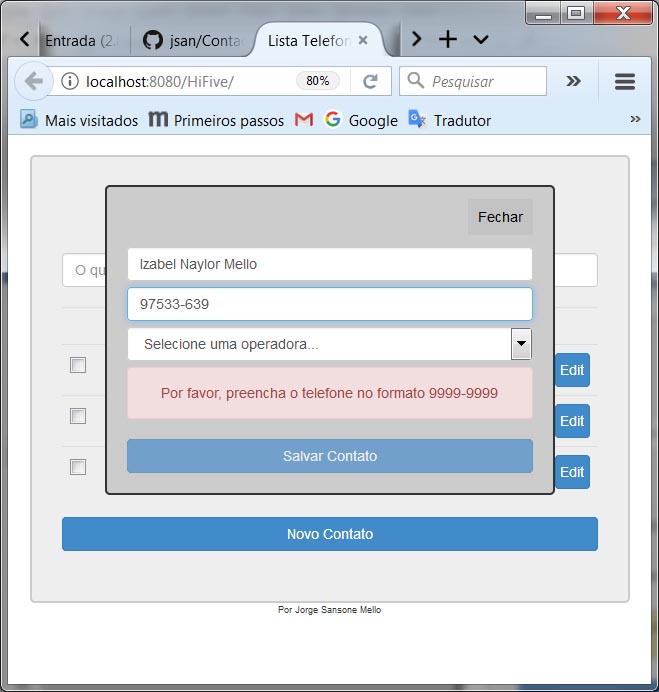 Entrada (2.
jsan/Conta
Lista Telefon
localhost:8080/HiFive/
80%
Pesquisar
Mais visitados
Primeiros passos
Google
Tradutor
Fechar
Izabel Naylor Mello
O qu
97533-639
Selecione uma operadora...
Edit
Por favor, preencha o telefone no formato 9999-9999
Edit
Salvar Contato
Edit
Novo Contato
Por Jorge Sansone Mello